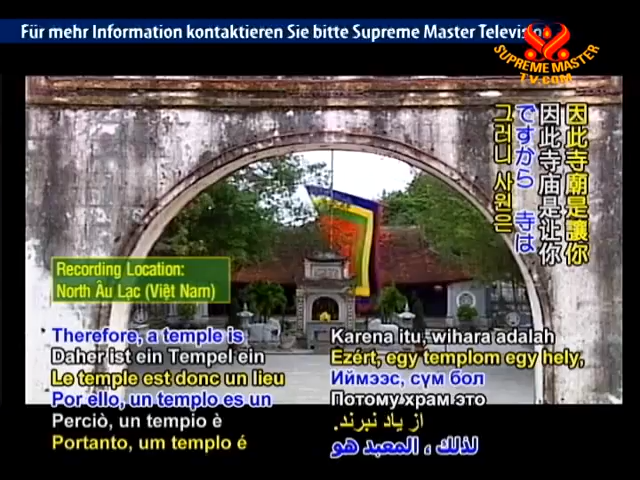 Für mehr Information kontaktieren Sie bitte Supreme Master Televisio
SUPREME MASTER
TV.COM
因此寺廟是讓你
因此寺庙是让你
ですから 寺は
그러니 사원은
Recording Location:
North Âu Lạc (Việt Nam)
Therefore, a temple is
Daher ist ein Tempel ein
Le temple est donc un lieu
Por ello, un templo es un
Perciò, un tempio è
Portanto, um templo é
Karena itu, wihara adalah
Ezért, egy templom egy hely,
Иймээс, сүм бол
Потому храм это
از یاد نبرند.
لذلك ، المعبد هو